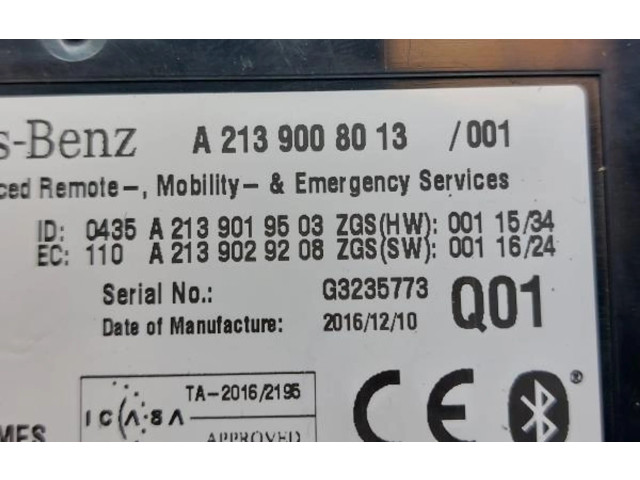 s-Benz A 213 900 80 13 /001
ced Remote-, Mobility- & Emergency Services
ID: 0435 A 213 901 95 03 ZGS(HW): 001 15/34
EC: 110 A 213 902 92 08 ZGS(SW): 001 16/24
Serial No.: G3235773 Q01
Date of Manufacture: 2016/12/10
TA-2016/2195
ICASA
APPROVED
CE
®